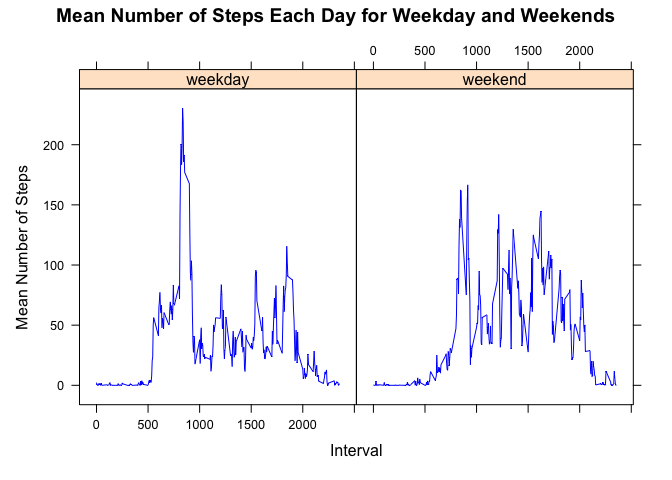 Mean Number of Steps Each Day for Weekday and Weekends
0 500 1000 1500 2000
weekday weekend
Mean Number of Steps
200
150
100
50
0
0 500 1000 1500 2000
Interval